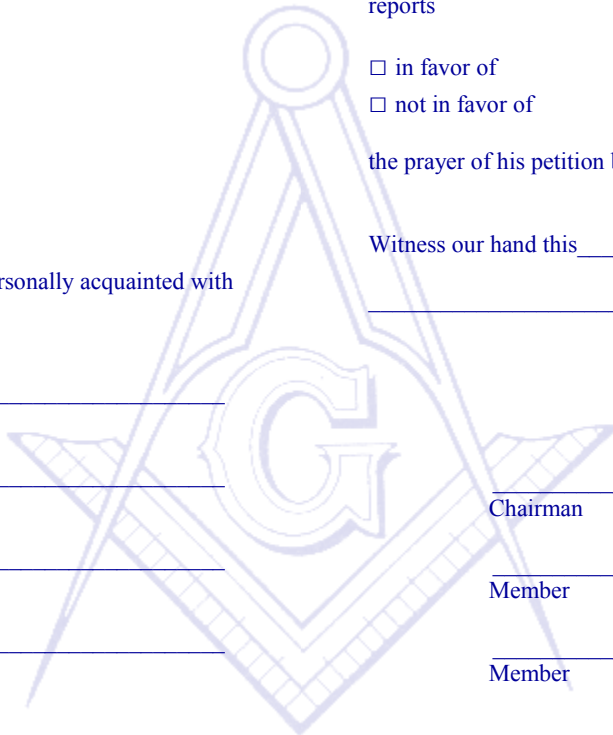 reports
☐ in favor of
☐ not in favor of
the prayer of his petition
Witness our hand this____
rsonally acquainted with
G
Chairman
Member
Member